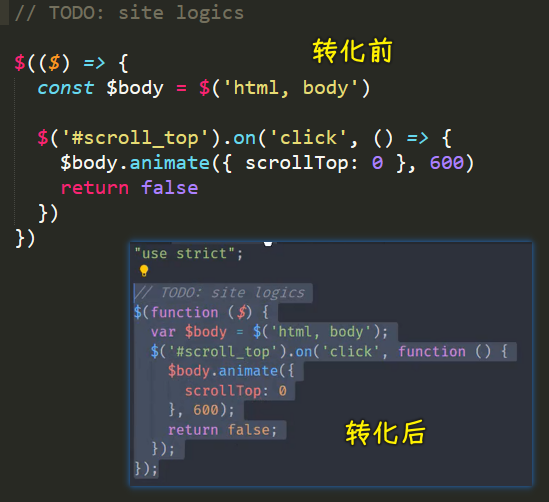 // TODO: site logics
转化前
$(($) => {
  const $body = $('html, body')
  $('#scroll_top').on('click', () => {
    $body.animate({ scrollTop: 0 }, 600)
    return false
  })
})
"use strict";
// TODO: site logics
$(function ($) {
  var $body = $('html, body');
  $('#scroll_top').on('click', function () {
    $body.animate({
      scrollTop: 0
    }, 600);
    return false;
  });
});
转化后